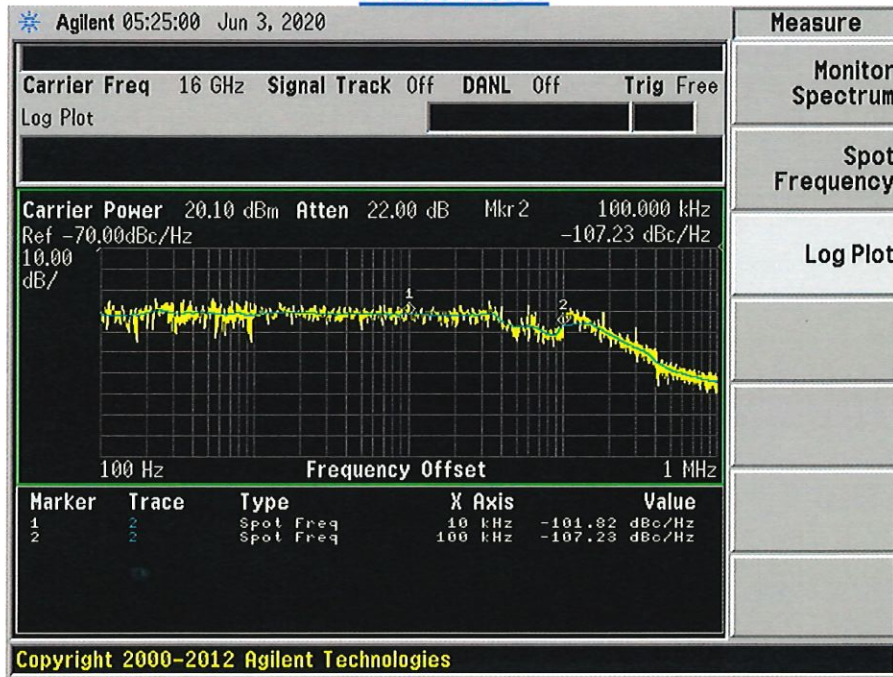 Agilent 05:25:00 Jun 3, 2020
Measure
Monitor
Spectrum
Spot
Frequency
Log Plot
Carrier Freq 16 GHz Signal Track Off DANL Off Trig Free
Log Plot
Carrier Power 20.10 dBm Atten 22.00 dB Mkr2 100.000 kHz
Ref -70.00dBc/Hz -107.23 dBc/Hz
10.00
dB/
1
2
100 Hz Frequency Offset 1 MHz
Marker Trace Type X Axis Value
1 2 Spot Freq 10 kHz -101.82 dBc/Hz
2 2 Spot Freq 100 kHz -107.23 dBc/Hz
Copyright 2000-2012 Agilent Technologies